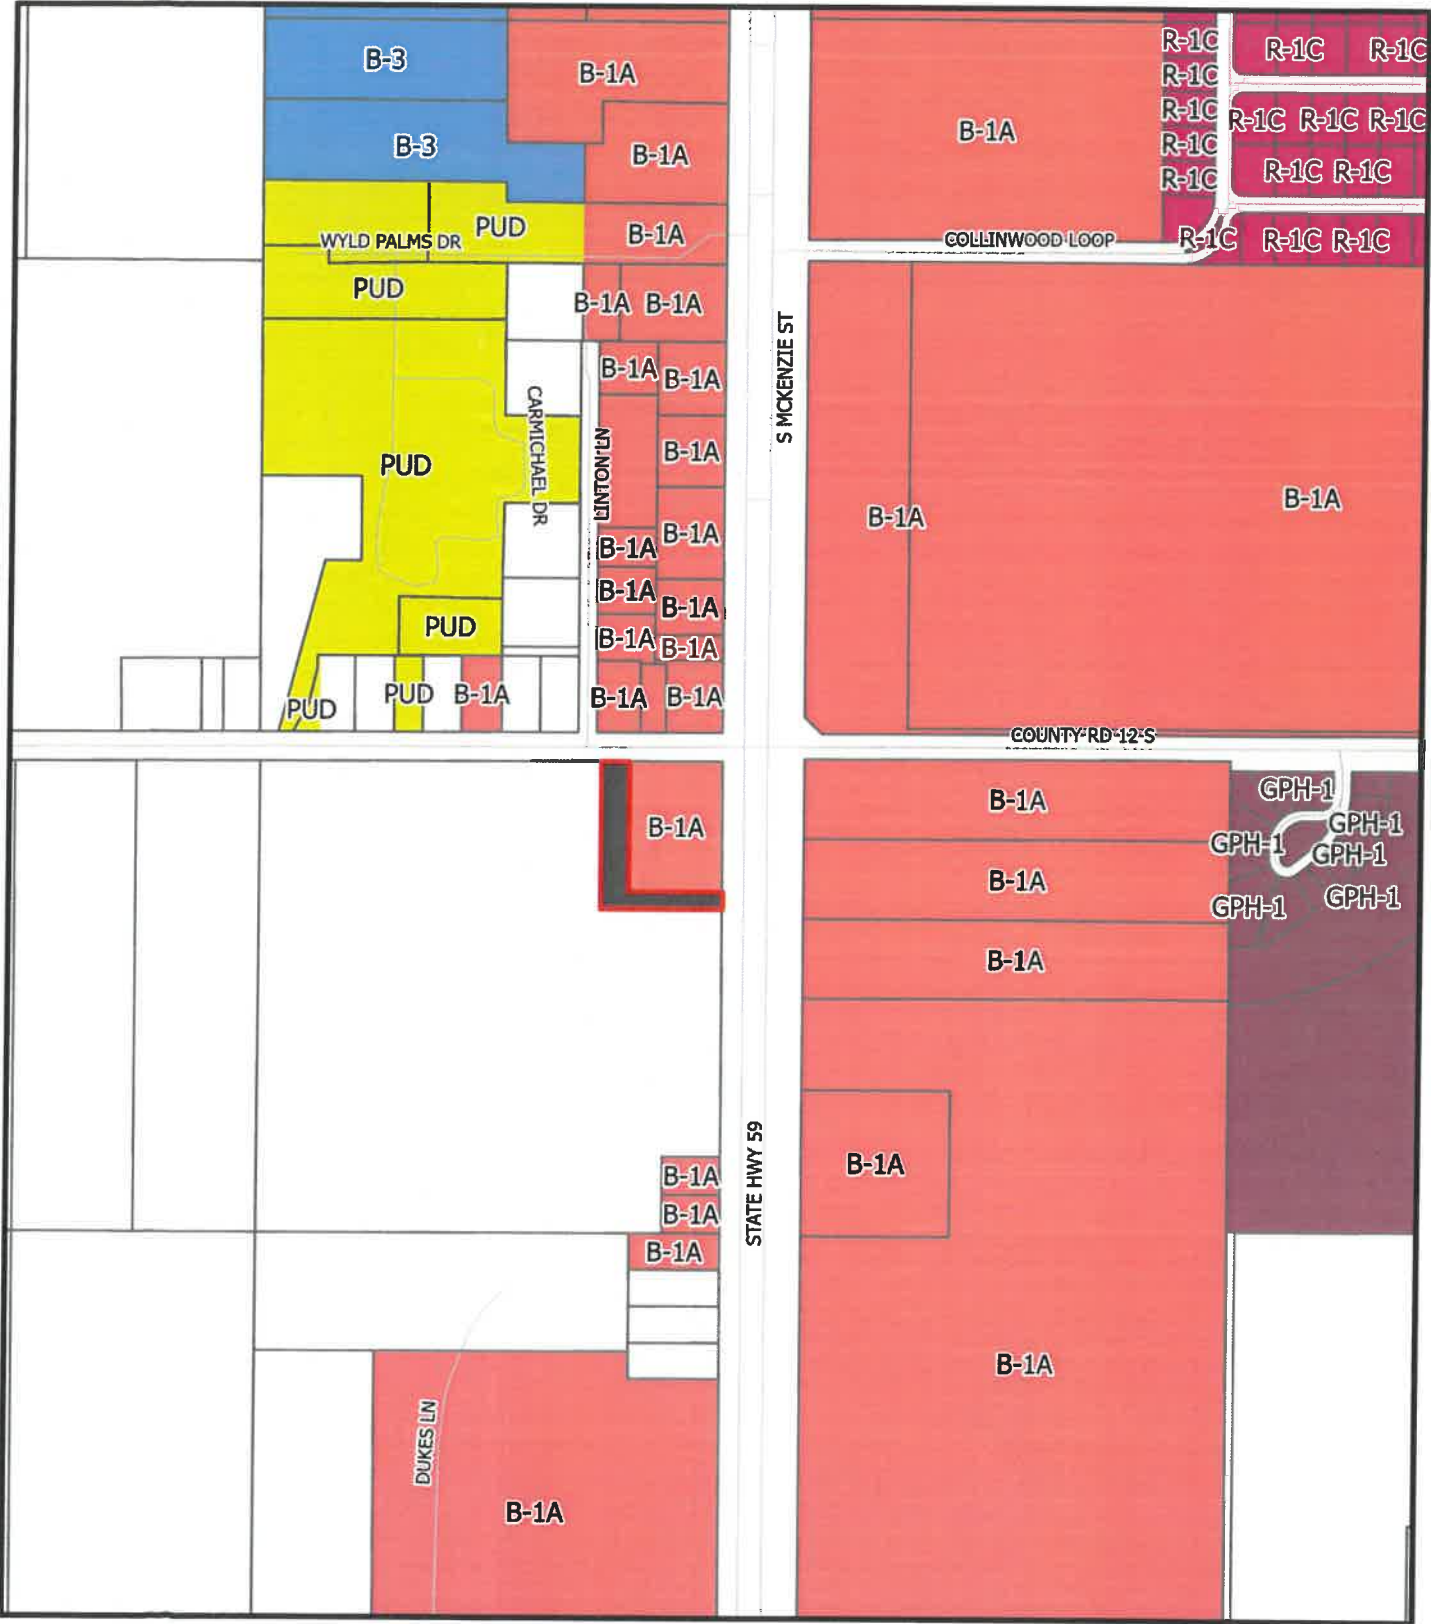 B-3
B-1A
B-1A
R-1C
R-1C
R-1C
R-1C
R-1C
R-1C
R-1C
B-3
B-1A
R-1C
R-1C
R-1C R-1C R-1C
R-1C R-1C
PUD
B-1A
WYLD PALMS DR
COLLINWOOD LOOP
R-1C
R-1C R-1C
PUD
B-1A
B-1A
S MCKENZIE ST
B-1A
B-1A
CARMICHAEL DR
LINTON LN
B-1A
PUD
B-1A
B-1A
B-1A
B-1A
B-1A
B-1A
PUD
B-1A
B-1A
PUD
PUD
B-1A
B-1A
B-1A
COUNTY RD 12 S
B-1A
B-1A
GPH-1
GPH-1
GPH-1
GPH-1
B-1A
GPH-1
GPH-1
B-1A
STATE HWY 59
B-1A
B-1A
B-1A
B-1A
B-1A
DUKES LN
B-1A